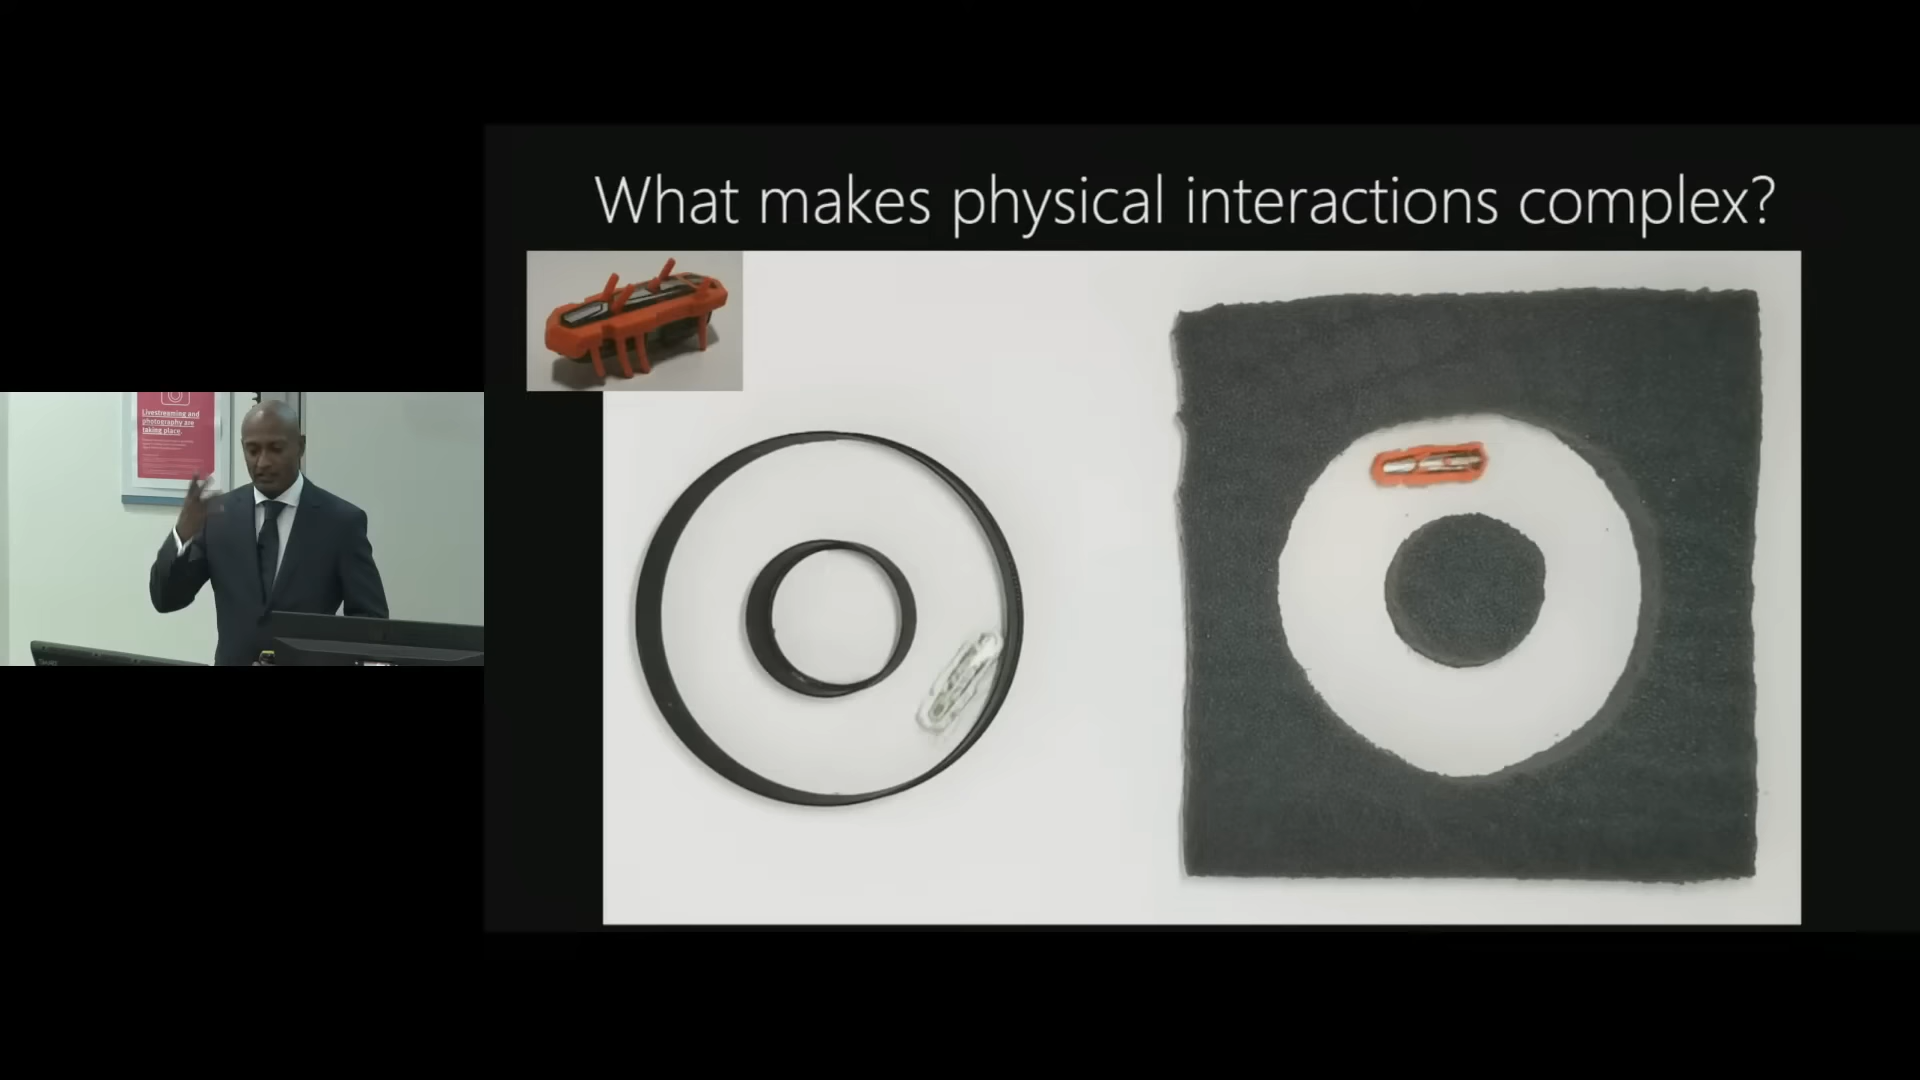 What makes physical interactions complex?
Livestreaming and
photography are
taking place.